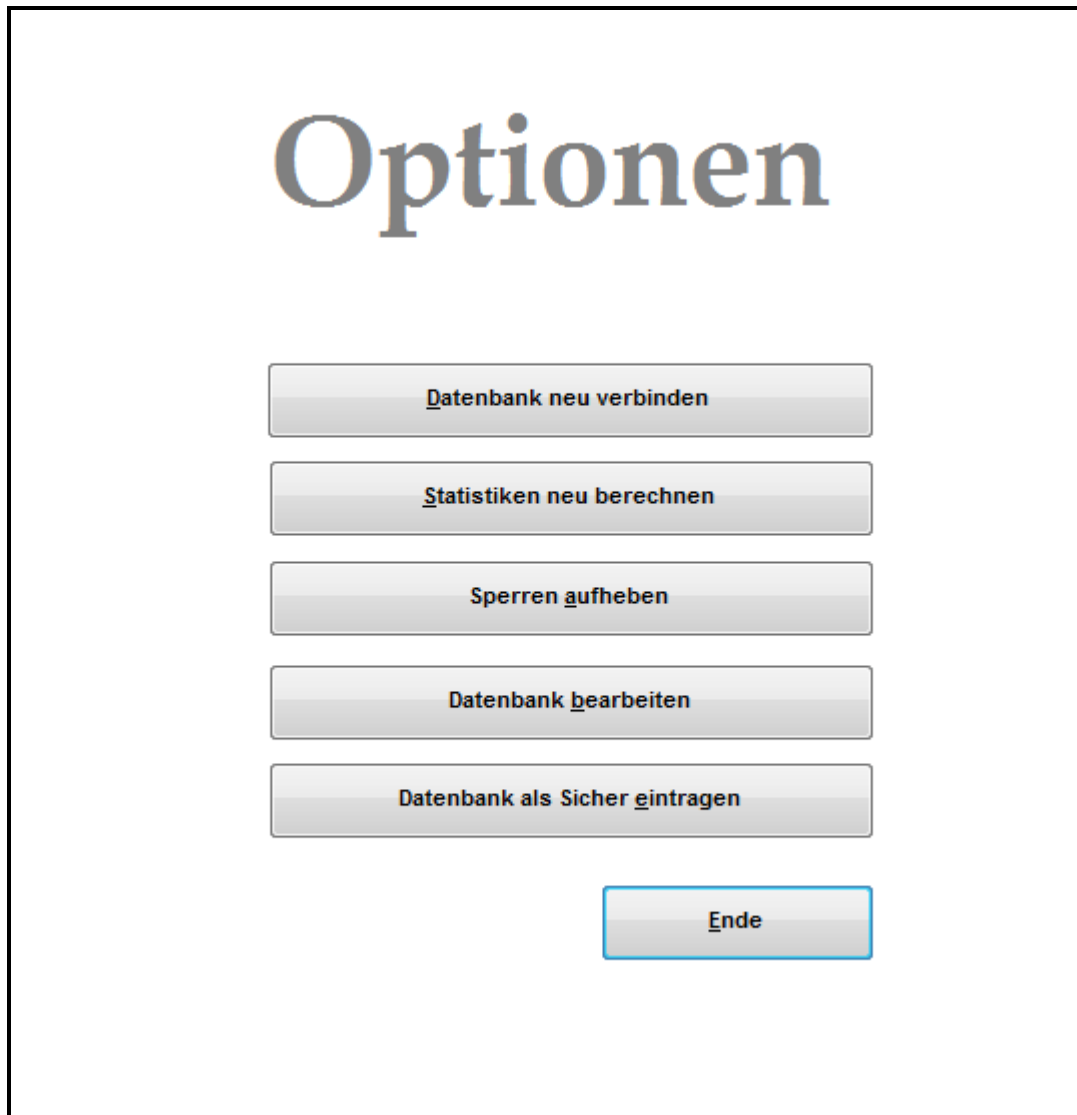 Optionen
Datenbank neu verbinden
Statistiken neu berechnen
Sperren aufheben
Datenbank bearbeiten
Datenbank als Sicher eintragen
Ende